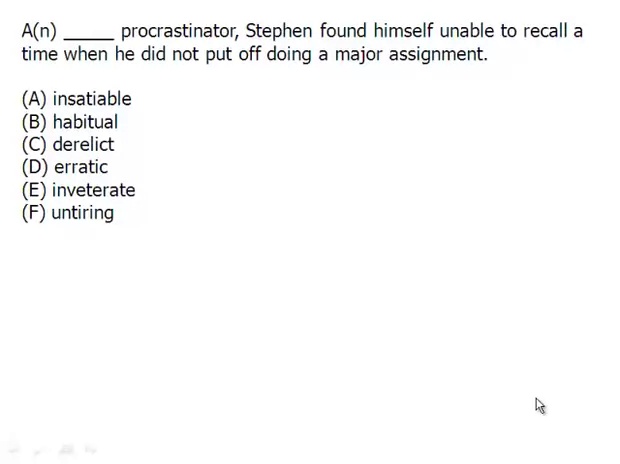 A(n) _____ procrastinator, Stephen found himself unable to recall a
time when he did not put off doing a major assignment.
(A) insatiable
(B) habitual
(C) derelict
(D) erratic
(E) inveterate
(F) untiring